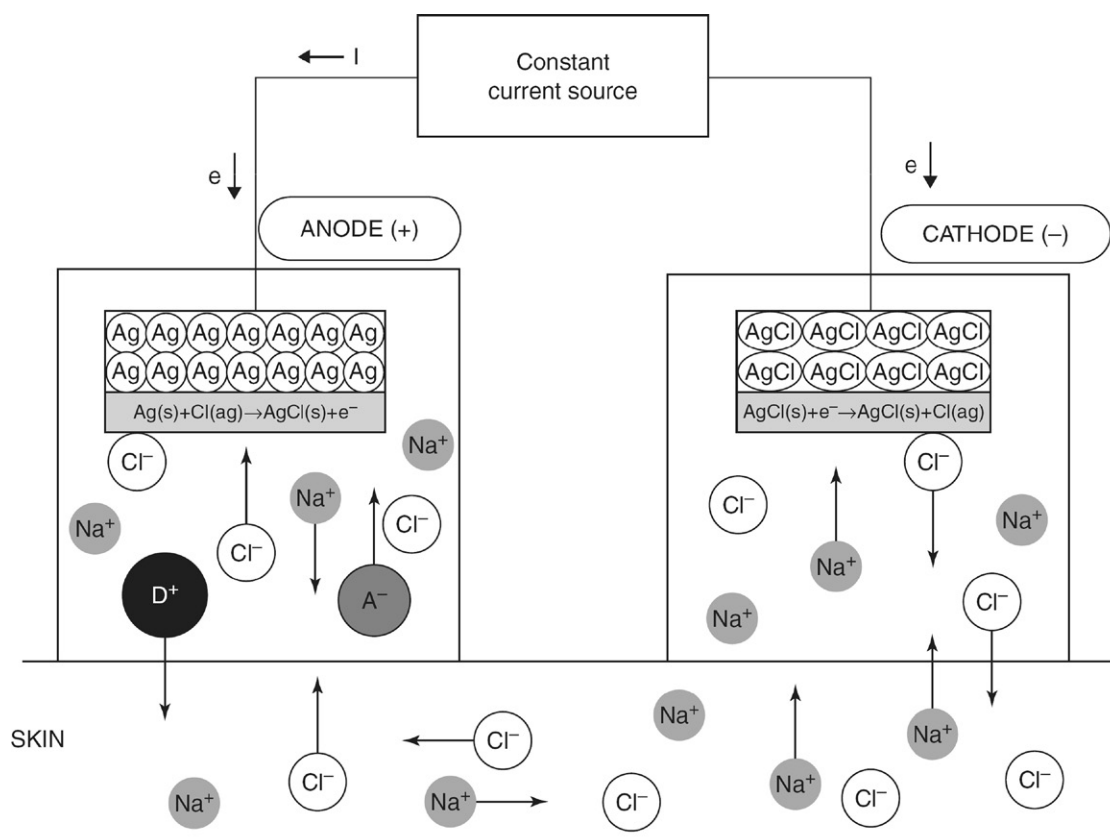 I
Constant
current source
e
e
ANODE (+)
CATHODE (–)
Ag Ag Ag Ag Ag Ag Ag
Ag Ag Ag Ag Ag Ag Ag
Ag(s)+Cl(ag)→AgCl(s)+e⁻
AgCl AgCl AgCl AgCl
AgCl AgCl AgCl AgCl
AgCl(s)+e⁻→AgCl(s)+Cl(ag)
Cl⁻
Na⁺
Na⁺
Cl⁻
Na⁺
Cl⁻
D⁺
A⁻
Cl⁻
Cl⁻
Na⁺
Na⁺
Cl⁻
Na⁺
SKIN
Cl⁻
Na⁺
Na⁺
Cl⁻
Na⁺
Na⁺
Cl⁻
Na⁺
Cl⁻
Cl⁻